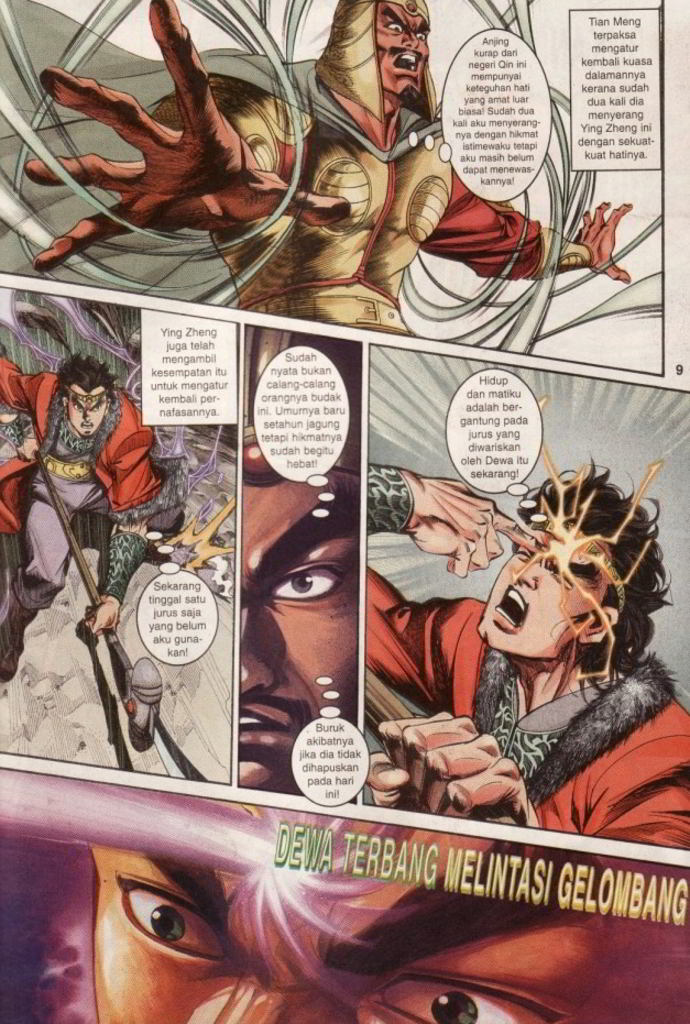 Anjing
kurap dari
negeri Qin ini
mempunyai
keteguhan hati
yang amat luar
biasa! Sudah dua
kali aku menyerang-
nya dengan hikmat
istimewaku tetapi
aku masih belum
dapat menewas-
kannya!
Tian Meng
terpaksa
mengatur
kembali kuasa
dalamannya
kerana sudah
dua kali dia
menyerang
Ying Zheng ini
dengan sekuat-
kuat hatinya.
9
Ying Zheng
juga telah
mengambil
kesempatan itu
untuk mengatur
kembali per-
nafasannya.
Sekarang
tinggal satu
jurus saja
yang belum
aku guna-
kan!
Sudah
nyata bukan
calang-calang
orangnya budak
ini. Umurnya baru
setahun jagung
tetapi hikmatnya
sudah begitu
hebat!
Buruk
akibatnya
jika dia tidak
dihapuskan
pada hari
ini!
Hidup
dan matiku
adalah ber-
gantung pada
jurus yang
diwariskan
oleh Dewa itu
sekarang!
DEWA TERBANG MELINTASI GELOMBANG